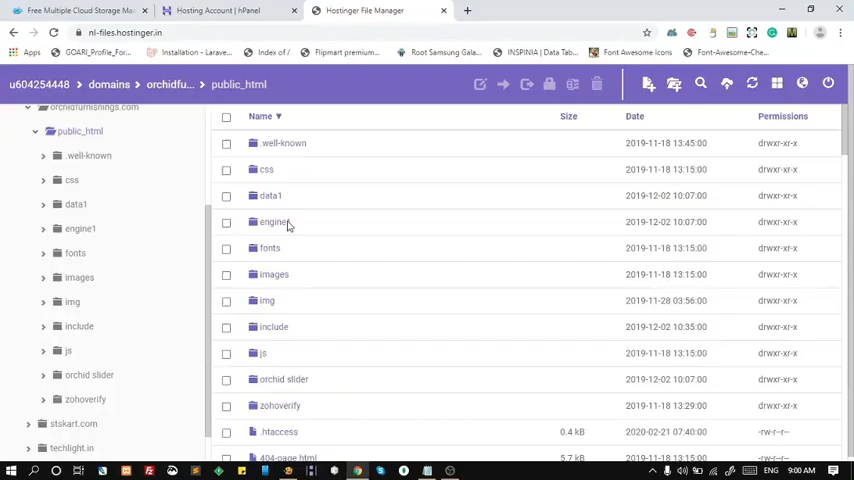 Free Multiple Cloud Storage Ma
Hosting Account | hPanel
Hostinger File Manager
nl-files.hostinger.in
Apps
GOARI_Profile_For...
Installation - Larave...
Index of /
Flipmart premium...
Root Samsung Gala...
INSPINIA | Data Tab...
Font Awesome Icons
Font-Awesome+Che...
u604254448 > domains > orchidfu... > public_html
Name ▼ Size Date Permissions
orchidfurnishings.com
public_html
.well-known
css
data1
engine1
fonts
images
img
include
js
orchid slider
zohoverify
stskart.com
techlight.in
.well-known 2019-11-18 13:45:00 drwxr-xr-x
css 2019-11-18 13:15:00 drwxr-xr-x
data1 2019-12-02 10:07:00 drwxr-xr-x
engine1 2019-12-02 10:07:00 drwxr-xr-x
fonts 2019-11-18 13:15:00 drwxr-xr-x
images 2019-11-18 13:15:00 drwxr-xr-x
img 2019-11-28 03:56:00 drwxr-xr-x
include 2019-12-02 10:35:00 drwxr-xr-x
js 2019-11-18 13:15:00 drwxr-xr-x
orchid slider 2019-12-02 10:07:00 drwxr-xr-x
zohoverify 2019-11-18 13:29:00 drwxr-xr-x
.htaccess 0.4 kB 2020-02-21 07:40:00 -rw-r--r--
404-page.html 5.7 kB 2019-11-18 13:15:00 -rw-r--r--
ENG 9:00 AM